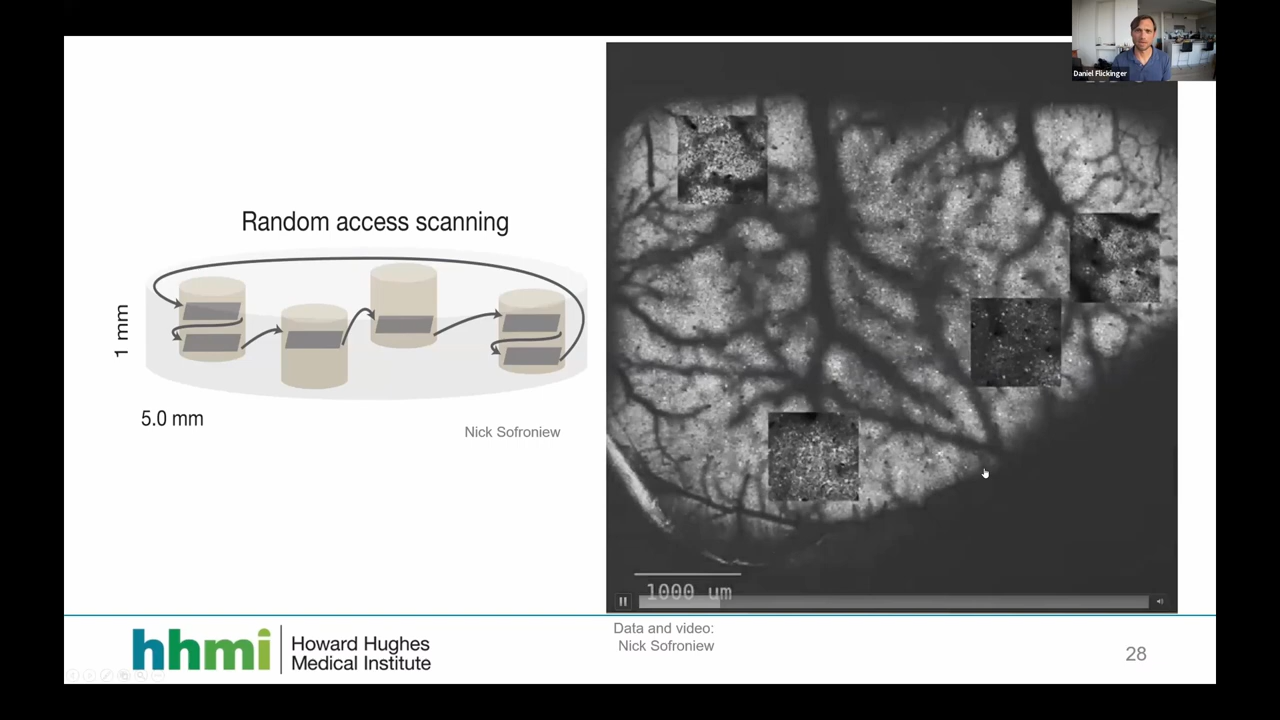 Daniel Flickinger
Random access scanning
1 mm
5.0 mm
Nick Sofroniew
1000 um
Data and video:
Nick Sofroniew
hhmi
Howard Hughes
Medical Institute
28